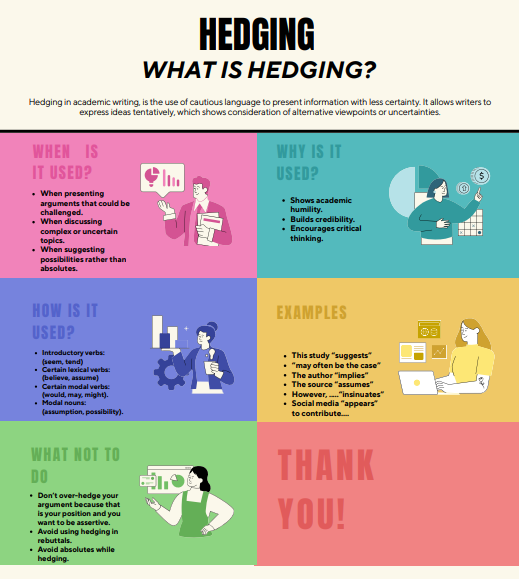 HEDGING
WHAT IS HEDGING?
Hedging in academic writing, is the use of cautious language to present information with less certainty. It allows writers to
express ideas tentatively, which shows consideration of alternative viewpoints or uncertainties.
WHEN IS
IT USED?
• When presenting
arguments that could be
challenged.
• When discussing
complex or uncertain
topics.
• When suggesting
possibilities rather than
absolutes.
WHY IS IT
USED?
• Shows academic
humility.
• Builds credibility.
• Encourages critical
thinking.
HOW IS IT
USED?
• Introductory verbs:
(seem, tend)
• Certain lexical verbs:
(believe, assume)
• Certain modal verbs:
(would, may, might).
• Modal nouns:
(assumption, possibility).
EXAMPLES
• This study "suggests"
• "may often be the case"
• The author "implies"
• The source "assumes"
• However, ....."insinuates"
• Social media "appears"
to contribute....
WHAT NOT TO
DO
• Don't over-hedge your
argument because that
is your position and you
want to be assertive.
• Avoid using hedging in
rebuttals.
• Avoid absolutes while
hedging.
THANK
YOU!